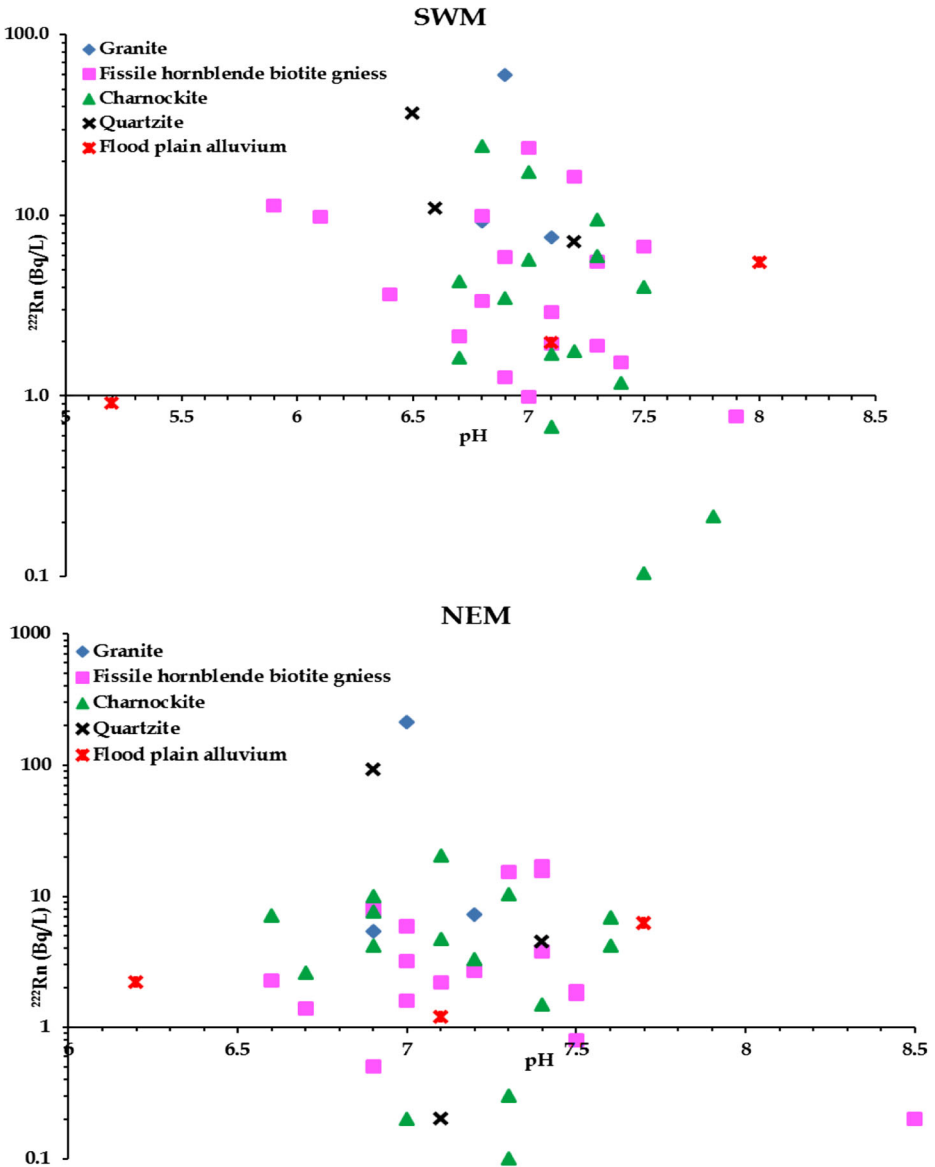 SWM
100.0
10.0
1.0
0.1
²²²Rn (Bq/L)
Granite
Fissile hornblende biotite gniess
Charnockite
Quartzite
Flood plain alluvium
5 5.5 6 6.5 7 7.5 8 8.5
pH
NEM
1000
100
10
1
0.1
²²²Rn (Bq/L)
Granite
Fissile hornblende biotite gniess
Charnockite
Quartzite
Flood plain alluvium
6 6.5 7 7.5 8 8.5
pH